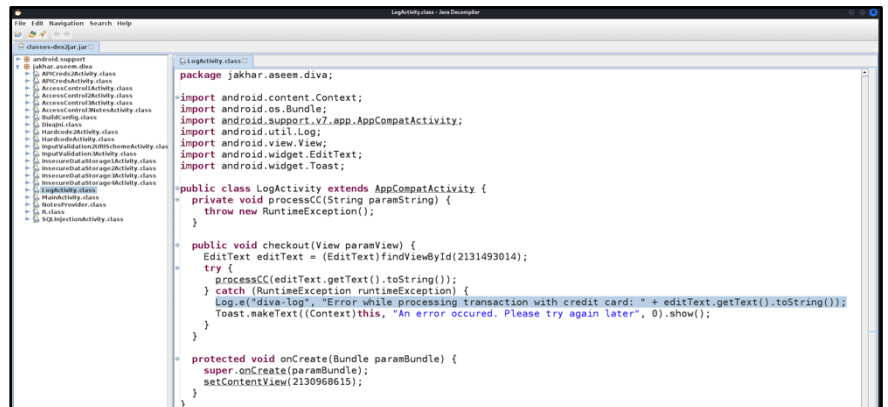 LogActivity.class - Java Decompiler
File Edit Navigation Search Help
classes-dex2jar.jar
android.support
jakhar.aseem.diva
APICreds2Activity.class
APICredsActivity.class
AccessControl1Activity.class
AccessControl2Activity.class
AccessControl3Activity.class
AccessControl3NotesActivity.class
BuildConfig.class
DivaJni.class
Hardcode2Activity.class
HardcodeActivity.class
InputValidation2URISchemeActivity.clas
InputValidation3Activity.class
InsecureDataStorage1Activity.class
InsecureDataStorage2Activity.class
InsecureDataStorage3Activity.class
InsecureDataStorage4Activity.class
LogActivity.class
MainActivity.class
NotesProvider.class
R.class
SQLInjectionActivity.class
LogActivity.class
package jakhar.aseem.diva;
import android.content.Context;
import android.os.Bundle;
import android.support.v7.app.AppCompatActivity;
import android.util.Log;
import android.view.View;
import android.widget.EditText;
import android.widget.Toast;
public class LogActivity extends AppCompatActivity {
private void processCC(String paramString) {
throw new RuntimeException();
}
public void checkout(View paramView) {
EditText editText = (EditText)findViewById(2131493014);
try {
processCC(editText.getText().toString());
} catch (RuntimeException runtimeException) {
Log.e("diva-log", "Error while processing transaction with credit card: " + editText.getText().toString());
Toast.makeText((Context)this, "An error occured. Please try again later", 0).show();
}
}
protected void onCreate(Bundle paramBundle) {
super.onCreate(paramBundle);
setContentView(2130968615);
}
}